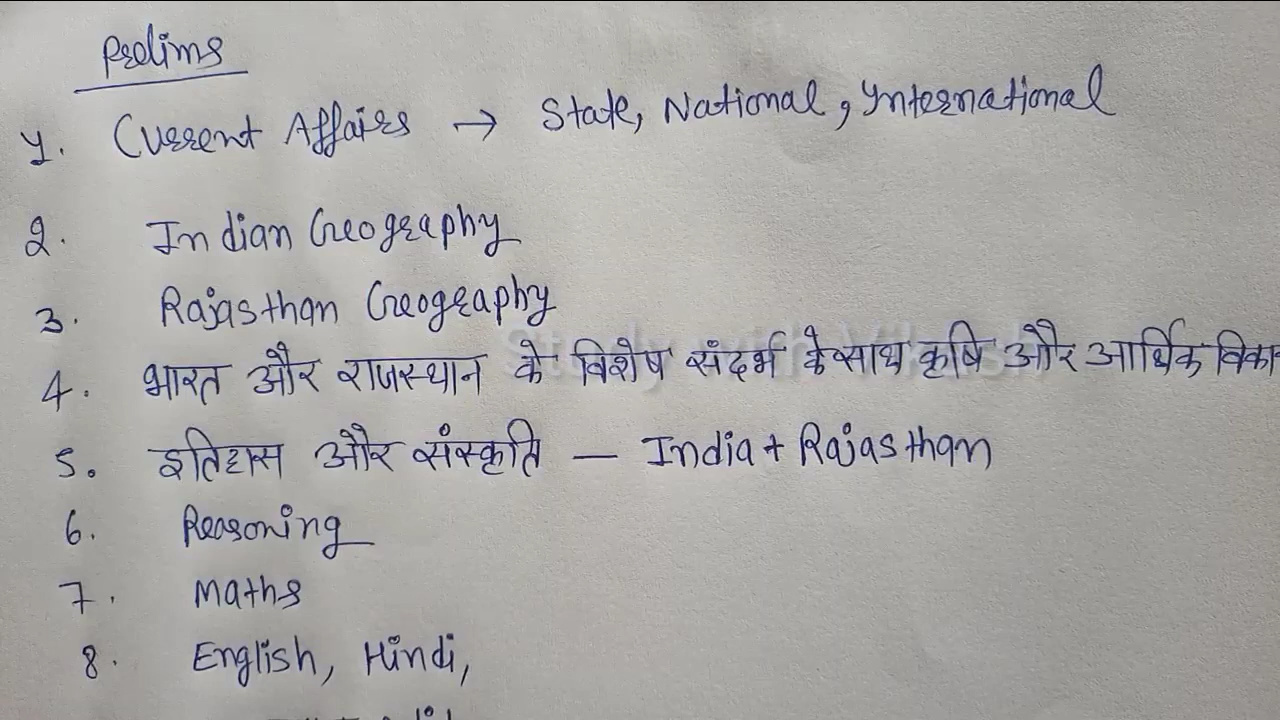 Prelims
1. Current Affairs → State, National, International
2. Indian Geography
3. Rajasthan Geography
4. भारत और राजस्थान के विशेष संदर्भ के साथ कृषि और आर्थिक विका
5. इतिहास और संस्कृति — India + Rajasthan
6. Reasoning
7. Maths
8. English, Hindi,